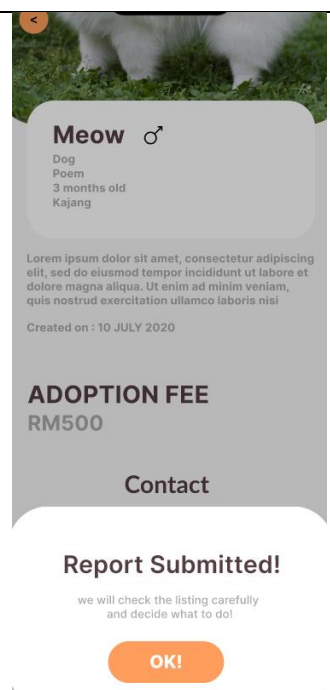 <
Meow ♂
Dog
Poem
3 months old
Kajang
Lorem ipsum dolor sit amet, consectetur adipiscing
elit, sed do eiusmod tempor incididunt ut labore et
dolore magna aliqua. Ut enim ad minim veniam,
quis nostrud exercitation ullamco laboris nisi
Created on : 10 JULY 2020
ADOPTION FEE
RM500
Contact
Report Submitted!
we will check the listing carefully
and decide what to do!
OK!